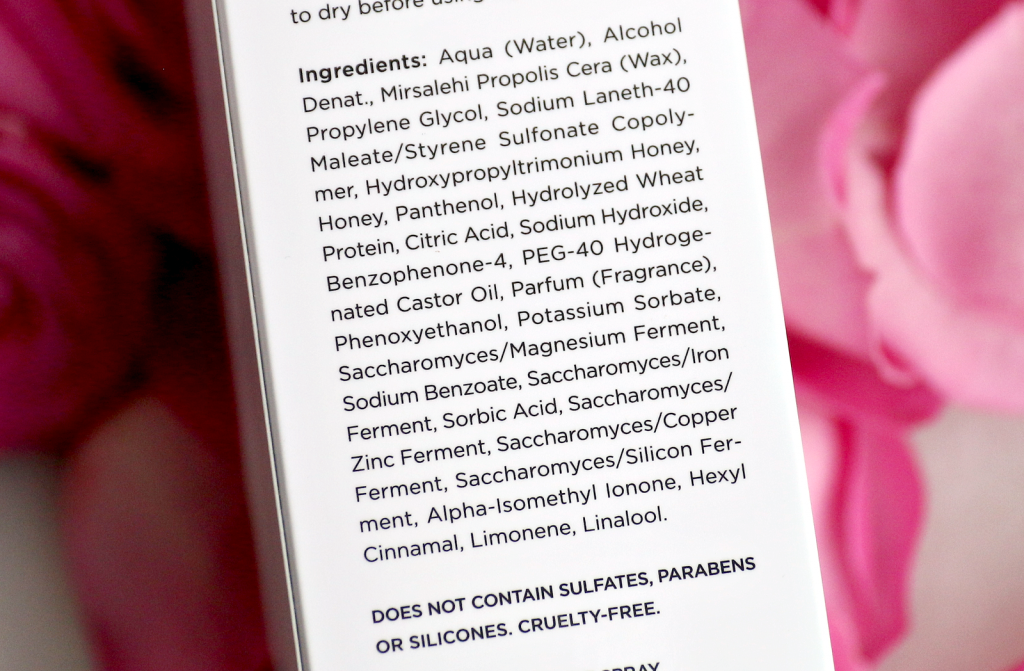 to dry before using
Ingredients: Aqua (Water), Alcohol
Denat., Mirsalehi Propolis Cera (Wax),
Propylene Glycol, Sodium Laneth-40
Maleate/Styrene Sulfonate Copoly-
mer, Hydroxypropyltrimonium Honey,
Honey, Panthenol, Hydrolyzed Wheat
Protein, Citric Acid, Sodium Hydroxide,
Benzophenone-4, PEG-40 Hydroge-
nated Castor Oil, Parfum (Fragrance),
Phenoxyethanol, Potassium Sorbate,
Saccharomyces/Magnesium Ferment,
Sodium Benzoate, Saccharomyces/Iron
Ferment, Sorbic Acid, Saccharomyces/
Zinc Ferment, Saccharomyces/Copper
Ferment, Saccharomyces/Silicon Fer-
ment, Alpha-Isomethyl Ionone, Hexyl
Cinnamal, Limonene, Linalool.
DOES NOT CONTAIN SULFATES, PARABENS
OR SILICONES. CRUELTY-FREE.
SPRAY